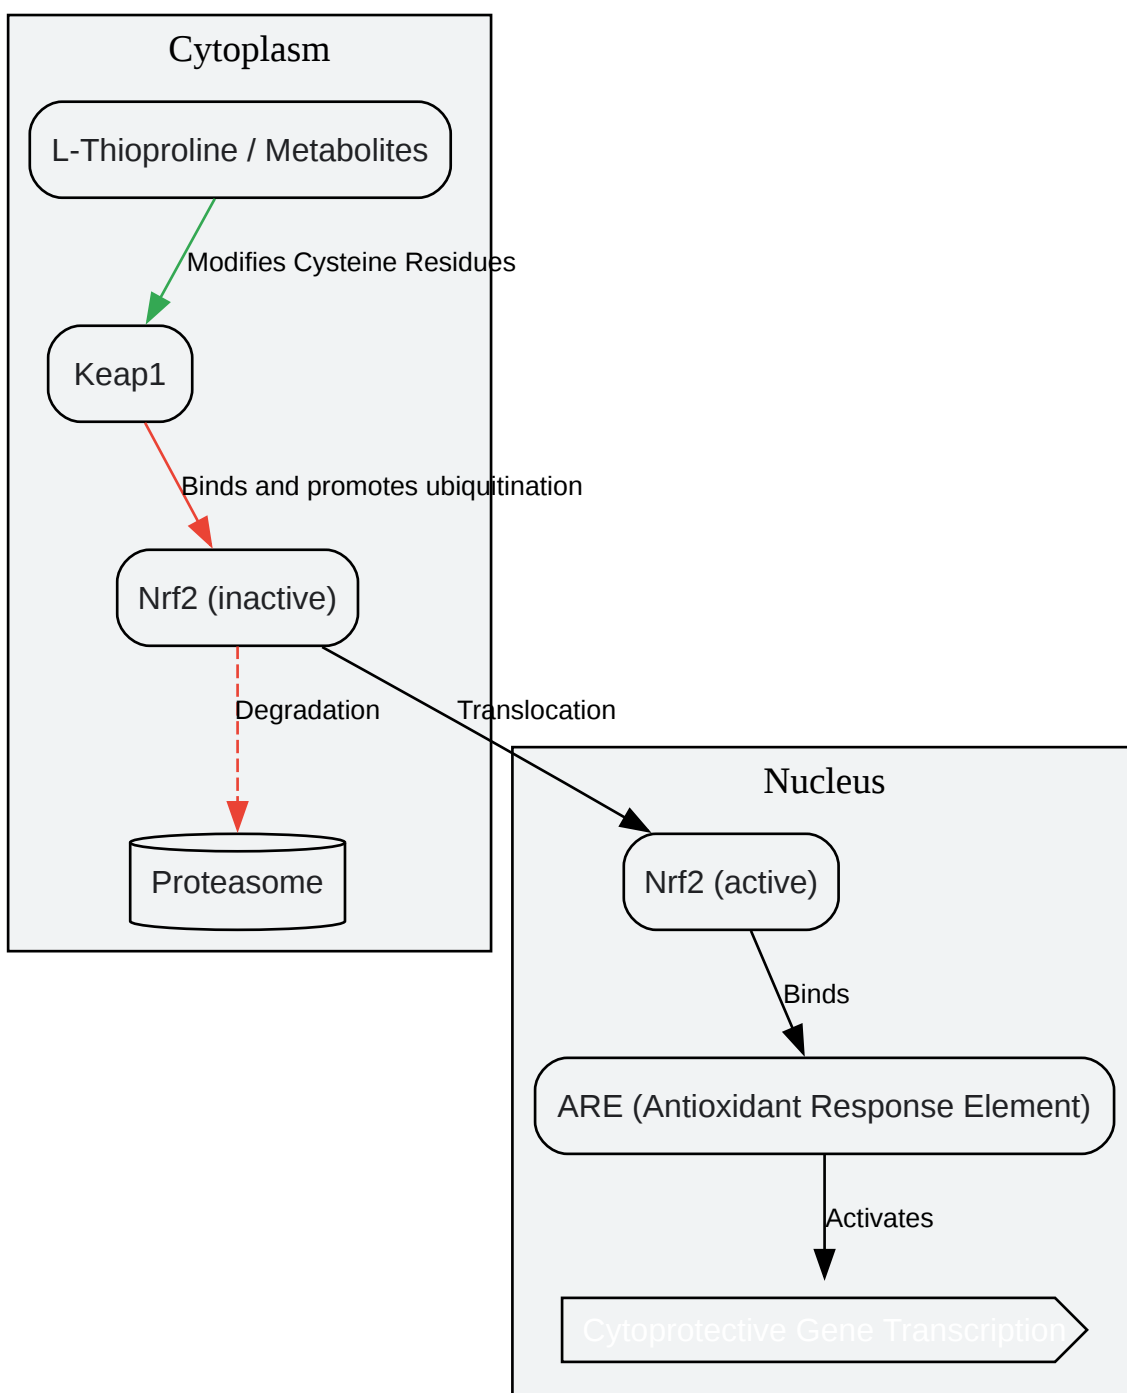 Cytoplasm
L-Thioproline / Metabolites
Modifies Cysteine Residues
Keap1
Binds and promotes ubiquitination
Nrf2 (inactive)
Degradation
Translocation
Proteasome
Nucleus
Nrf2 (active)
Binds
ARE (Antioxidant Response Element)
Activates
Cytoprotective Gene Transcription